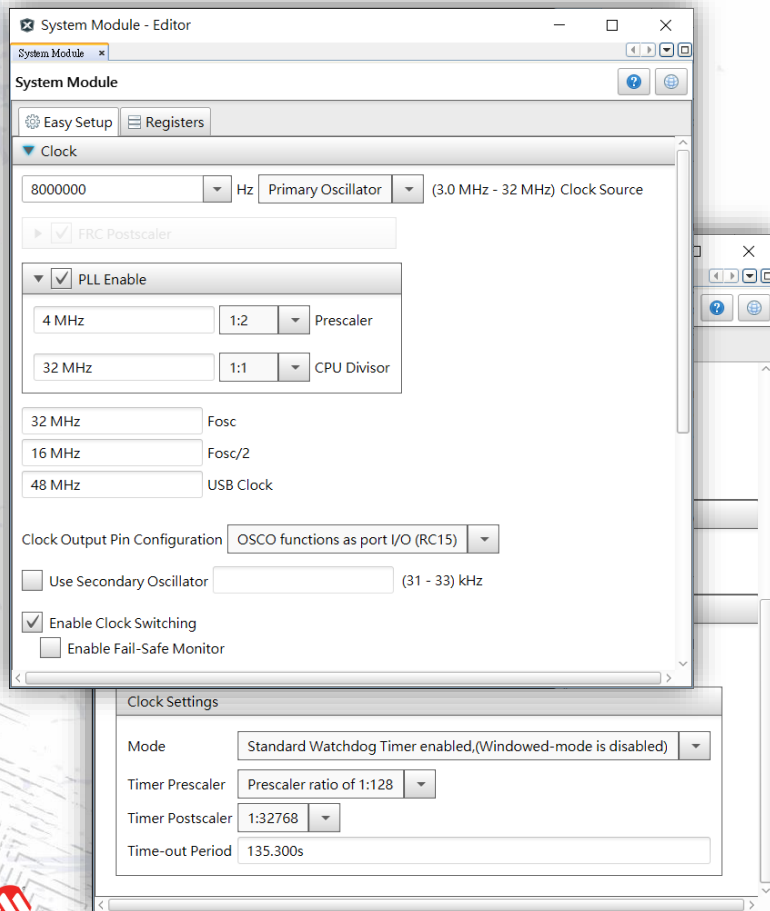 System Module - Editor
System Module
System Module
Easy Setup Registers
Clock
8000000 Hz Primary Oscillator (3.0 MHz - 32 MHz) Clock Source
FRC Postscaler
PLL Enable
4 MHz 1:2 Prescaler
32 MHz 1:1 CPU Divisor
32 MHz Fosc
16 MHz Fosc/2
48 MHz USB Clock
Clock Output Pin Configuration OSCO functions as port I/O (RC15)
Use Secondary Oscillator (31 - 33) kHz
Enable Clock Switching
Enable Fail-Safe Monitor
Clock Settings
Mode Standard Watchdog Timer enabled,(Windowed-mode is disabled)
Timer Prescaler Prescaler ratio of 1:128
Timer Postscaler 1:32768
Time-out Period 135.300s